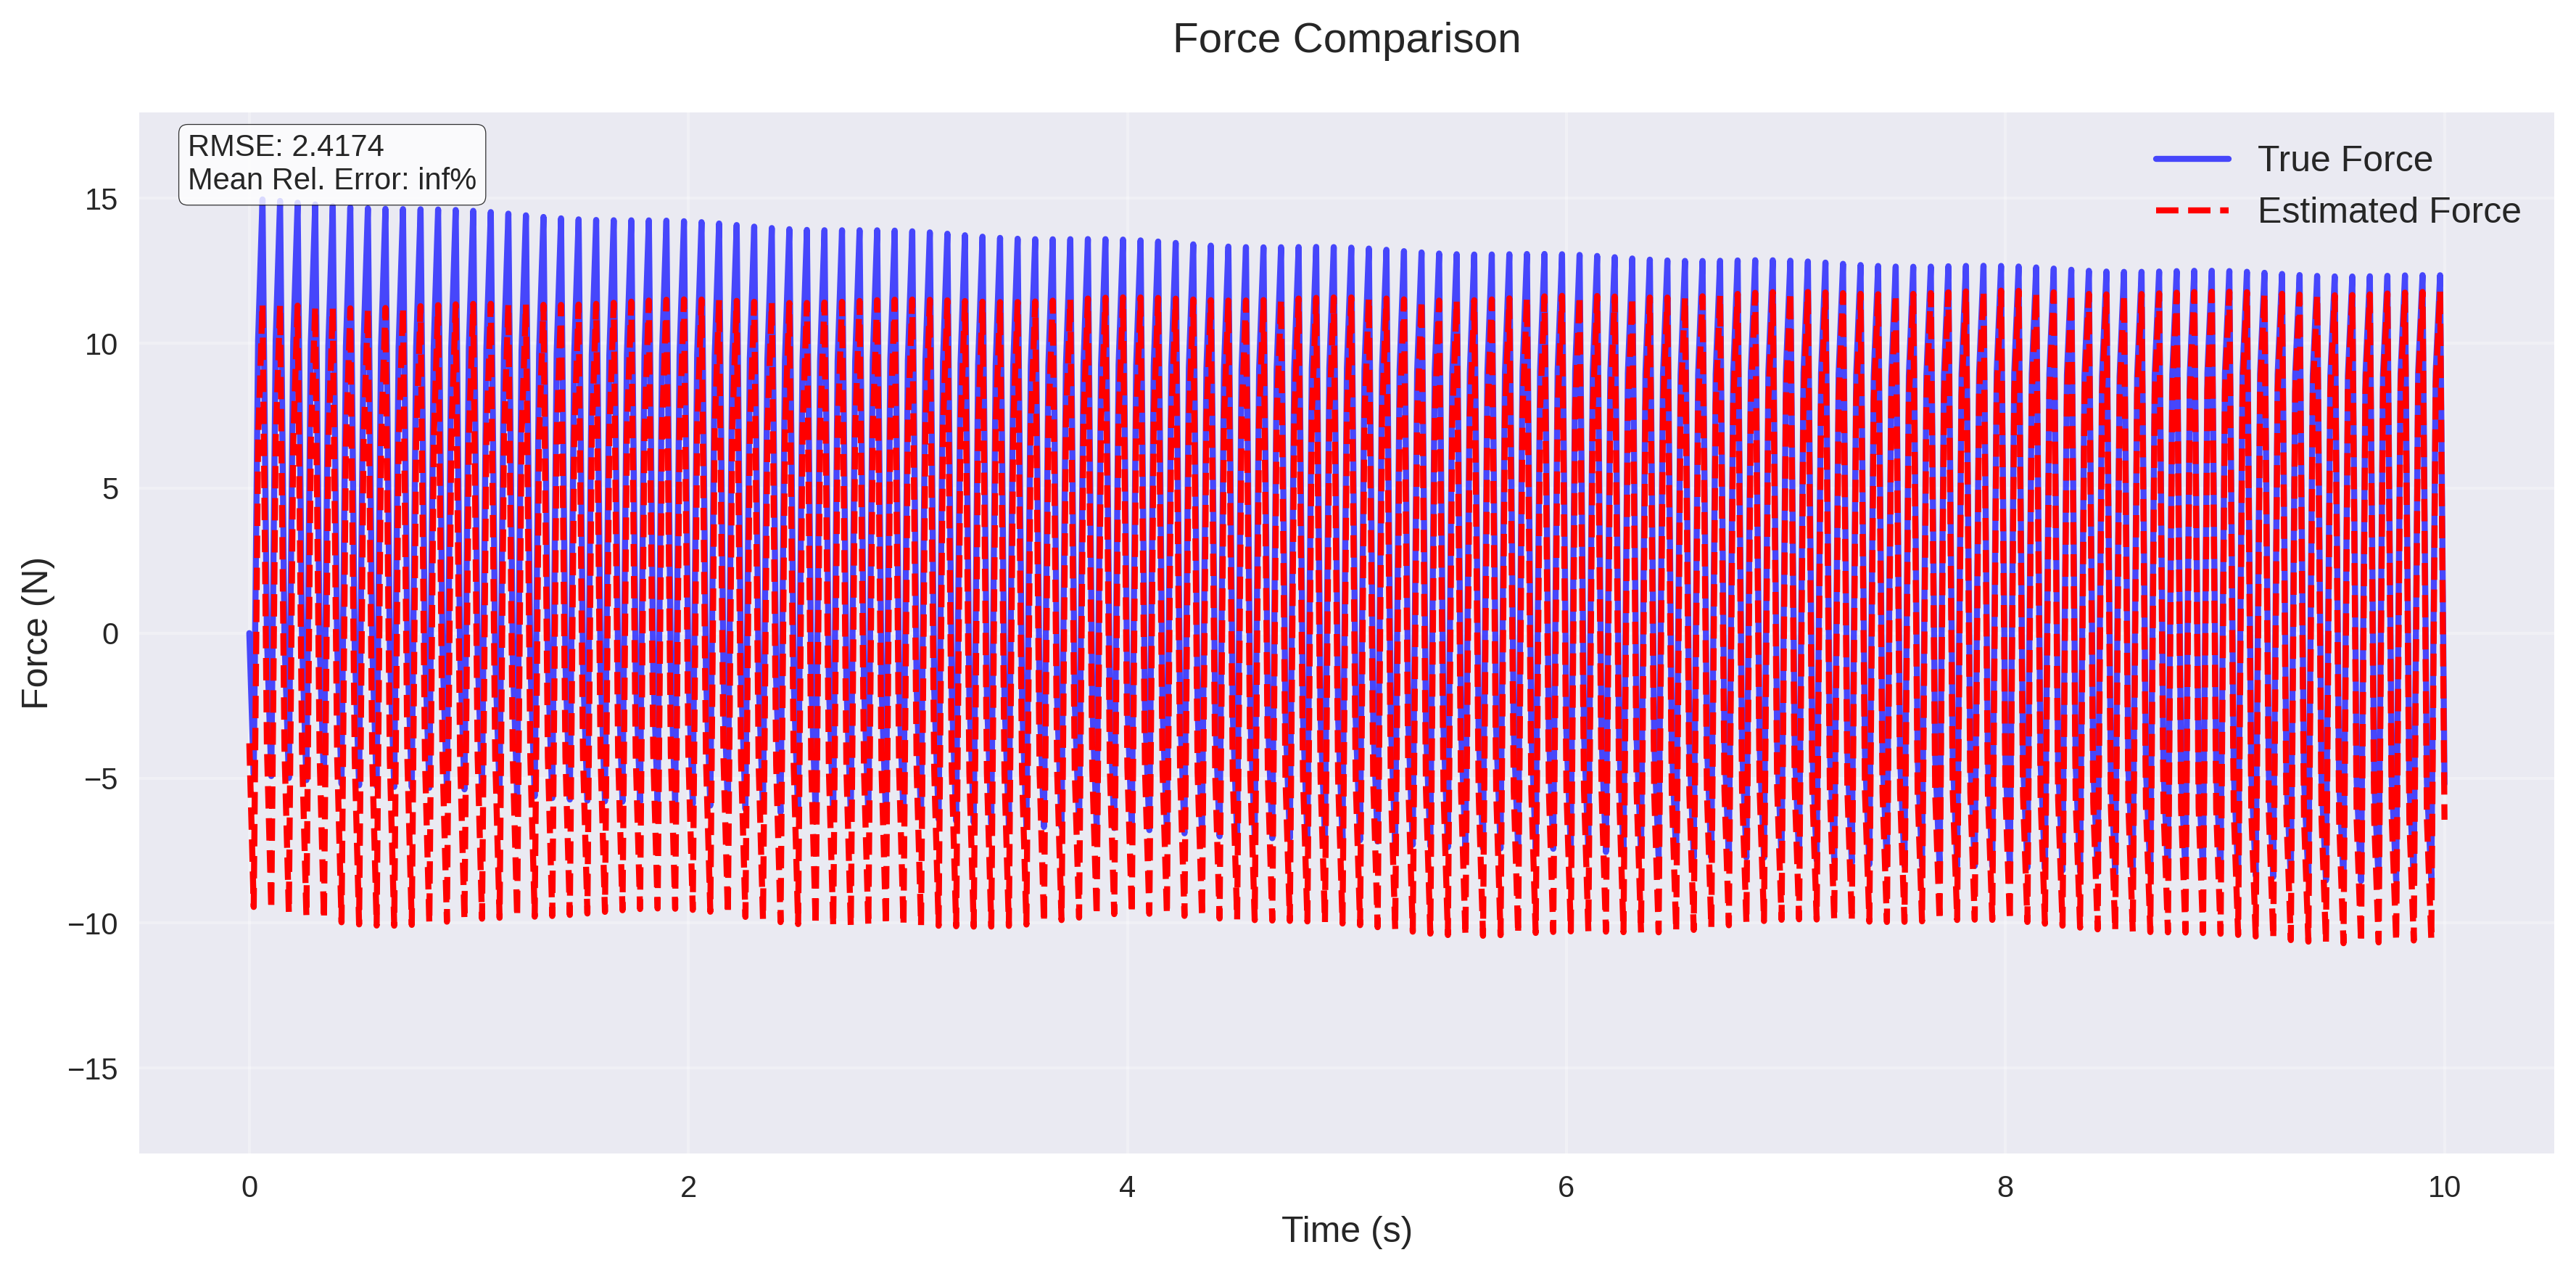 Force Comparison
RMSE: 2.4174
Mean Rel. Error: inf%
True Force
Estimated Force
Force (N)
15
10
5
0
−5
−10
−15
0
2
4
6
8
10
Time (s)